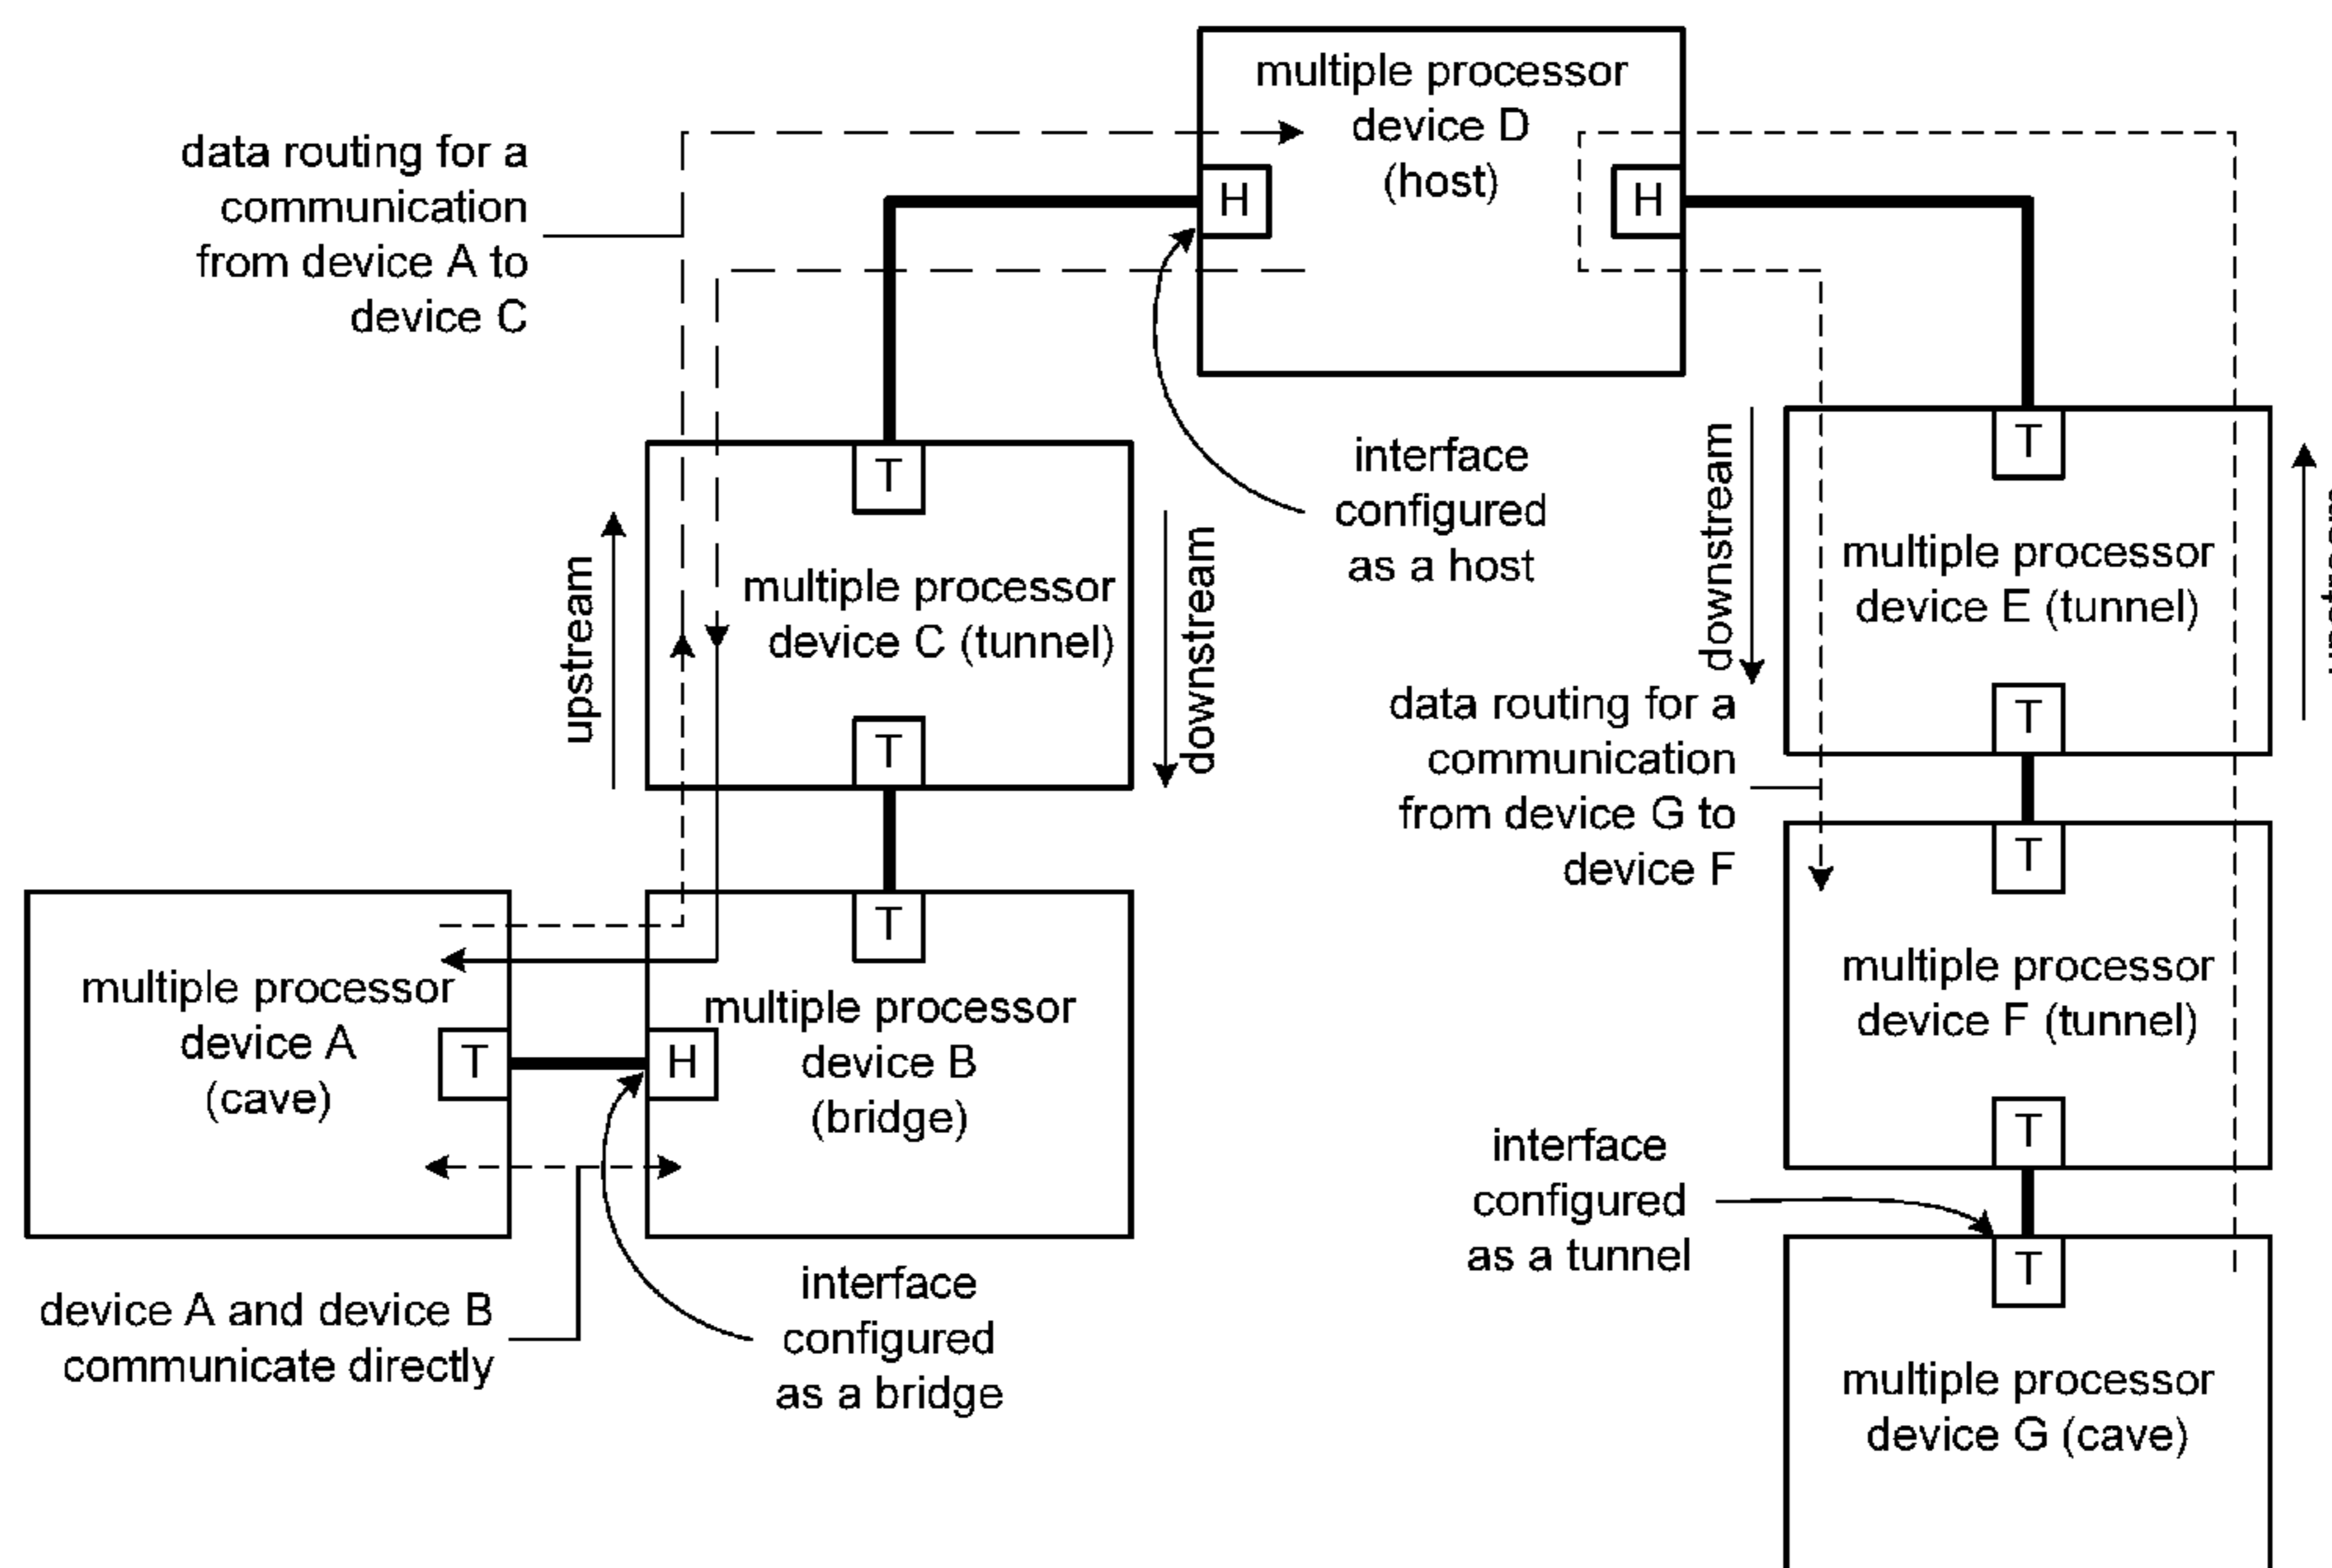 multiple processor
device D
(host)
H
H
data routing for a
communication
from device A to
device C
interface
configured
as a host
T
multiple processor
device C (tunnel)
T
upstream
downstream
downstream
T
multiple processor
device E (tunnel)
T
data routing for a
communication
from device G to
device F
T
multiple processor
device F (tunnel)
T
multiple processor
device A
(cave)
T
T
H
multiple processor
device B
(bridge)
device A and device B
communicate directly
interface
configured
as a bridge
interface
configured
as a tunnel
T
multiple processor
device G (cave)